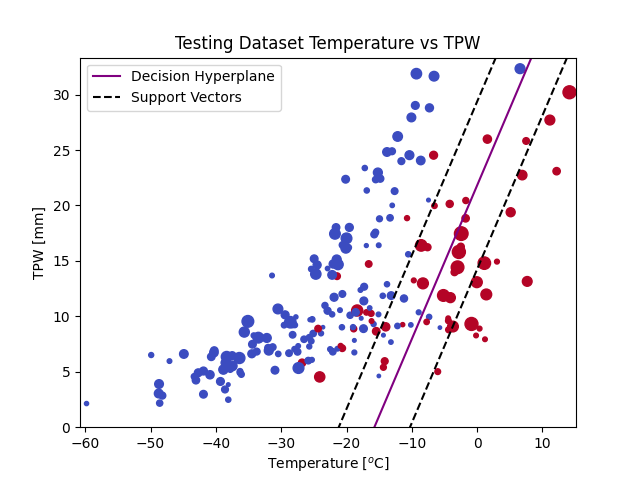 Testing Dataset Temperature vs TPW
Decision Hyperplane
Support Vectors
TPW [mm]
30
25
20
15
10
5
0
−60 −50 −40 −30 −20 −10 0 10
Temperature [°C]